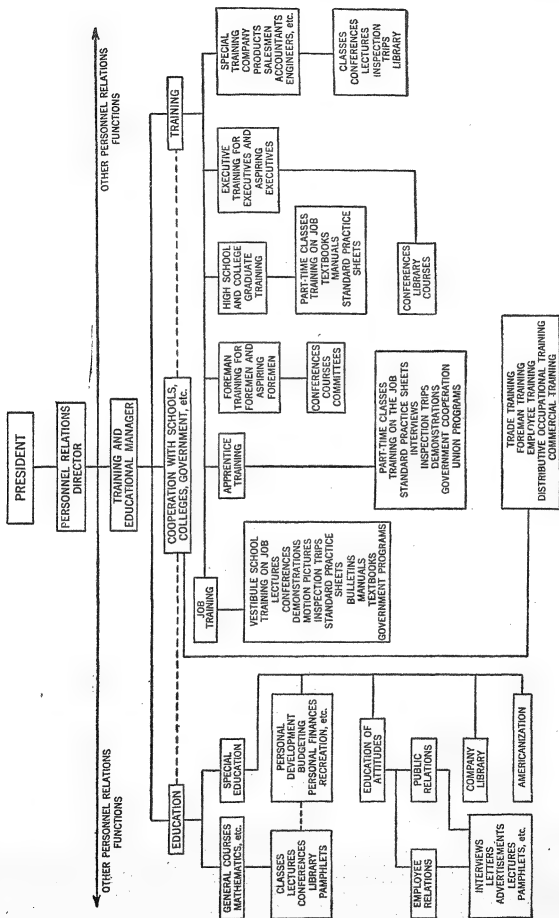 PRESIDENT
PERSONNEL RELATIONS
DIRECTOR
OTHER PERSONNEL RELATIONS
FUNCTIONS
OTHER PERSONNEL RELATIONS
FUNCTIONS
TRAINING AND
EDUCATIONAL MANAGER
EDUCATION
COOPERATION WITH SCHOOLS,
COLLEGES, GOVERNMENT, etc.
TRAINING
GENERAL COURSES
MATHEMATICS, etc.
SPECIAL
EDUCATION
CLASSES
LECTURES
CONFERENCES
LIBRARY
PAMPHLETS
PERSONAL
DEVELOPMENT
BUDGETING
PERSONAL FINANCES
RECREATION, etc.
EDUCATION OF
ATTITUDES
EMPLOYEE
RELATIONS
PUBLIC
RELATIONS
INTERVIEWS
LETTERS
ADVERTISEMENTS
LECTURES
PAMPHLETS, etc.
COMPANY
LIBRARY
AMERICANIZATION
JOB
TRAINING
VESTIBULE SCHOOL
TRAINING ON JOB
LECTURES
CONFERENCES
DEMONSTRATIONS
MOTION PICTURES
INSPECTION TRIPS
STANDARD PRACTICE
SHEETS
BULLETINS
MANUALS
TEXTBOOKS
GOVERNMENT PROGRAMS
APPRENTICE
TRAINING
PART-TIME CLASSES
TRAINING ON THE JOB
STANDARD PRACTICE SHEETS
INTERVIEWS
INSPECTION TRIPS
DEMONSTRATIONS
GOVERNMENT COOPERATION
UNION PROGRAMS
FOREMAN
TRAINING FOR
FOREMEN AND
ASPIRING
FOREMEN
CONFERENCES
COURSES
COMMITTEES
HIGH SCHOOL
AND COLLEGE
GRADUATE
TRAINING
PART-TIME CLASSES
TRAINING ON JOB
TEXTBOOKS
MANUALS
STANDARD PRACTICE
SHEETS
EXECUTIVE
TRAINING FOR
EXECUTIVES AND
ASPIRING
EXECUTIVES
CONFERENCES
LIBRARY
COURSES
SPECIAL
TRAINING
COMPANY
PRODUCTS
SALESMEN
ACCOUNTANTS
ENGINEERS, etc.
CLASSES
CONFERENCES
LECTURES
INSPECTION
TRIPS
LIBRARY
TRADE TRAINING
FOREMAN TRAINING
EMPLOYEE TRAINING
DISTRIBUTIVE OCCUPATIONAL TRAINING
COMMERCIAL TRAINING